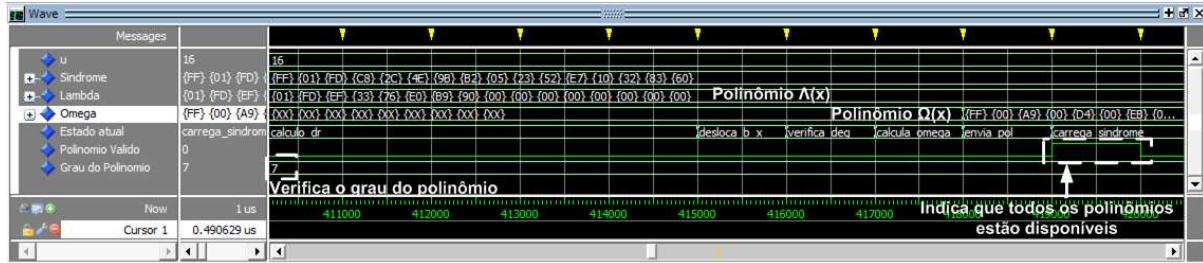 Wave
Messages
u 16 16
Sindrome {FF} {01} {FD} { {FF} {01} {FD} {C8} {2C} {4E} {9B} {B2} {05} {23} {52} {E7} {10} {32} {83} {60}
Lambda {01} {FD} {EF} { {01} {FD} {EF} {33} {76} {E0} {B9} {90} {00} {00} {00} {00} {00} {00} {00} {00} Polinômio Λ(x)
Omega {FF} {00} {A9} { {XX} {XX} {XX} {XX} {XX} {XX} {XX} {XX} Polinômio Ω(x) {FF} {00} {A9} {00} {D4} {00} {EB} {0...
Estado atual carrega_sindrom calculo_dr desloca_b_x verifica_deg calcula_omega envia_pol carrega_sindrome
Polinomio Valido 0
Grau do Polinomio 7 7
Verifica o grau do polinômio
Now 1 us 411000 412000 413000 414000 415000 416000 417000 419000 420000
Indica que todos os polinômios
estão disponíveis
Cursor 1 0.490629 us